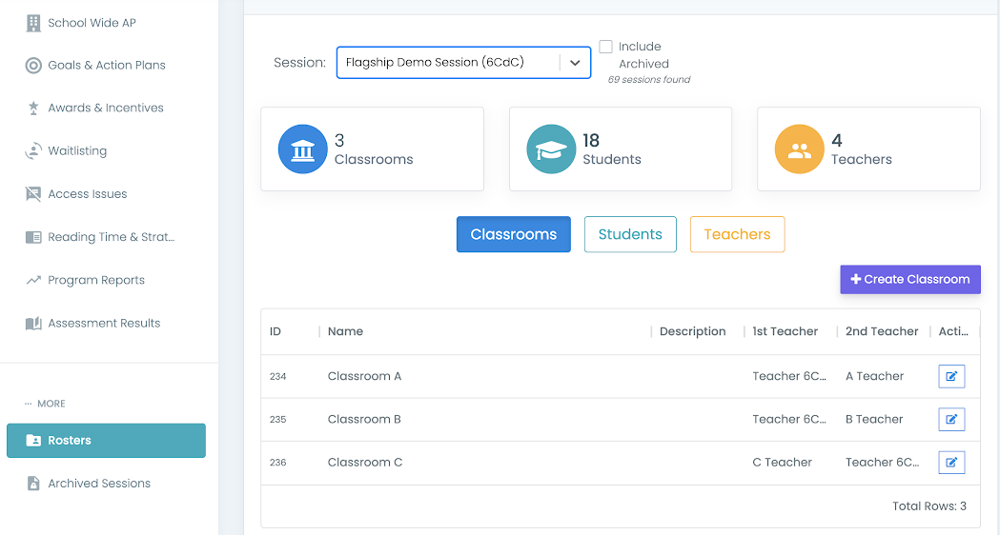 School Wide AP
Goals & Action Plans
Awards & Incentives
Waitlisting
Access Issues
Reading Time & Strat...
Program Reports
Assessment Results
... MORE
Rosters
Archived Sessions
Session: Flagship Demo Session (6CdC)
Include
Archived
69 sessions found
3
Classrooms
18
Students
4
Teachers
Classrooms Students Teachers
+ Create Classroom
ID Name Description 1st Teacher 2nd Teacher Acti...
234 Classroom A Teacher 6C... A Teacher
235 Classroom B Teacher 6C... B Teacher
236 Classroom C C Teacher Teacher 6C...
Total Rows: 3